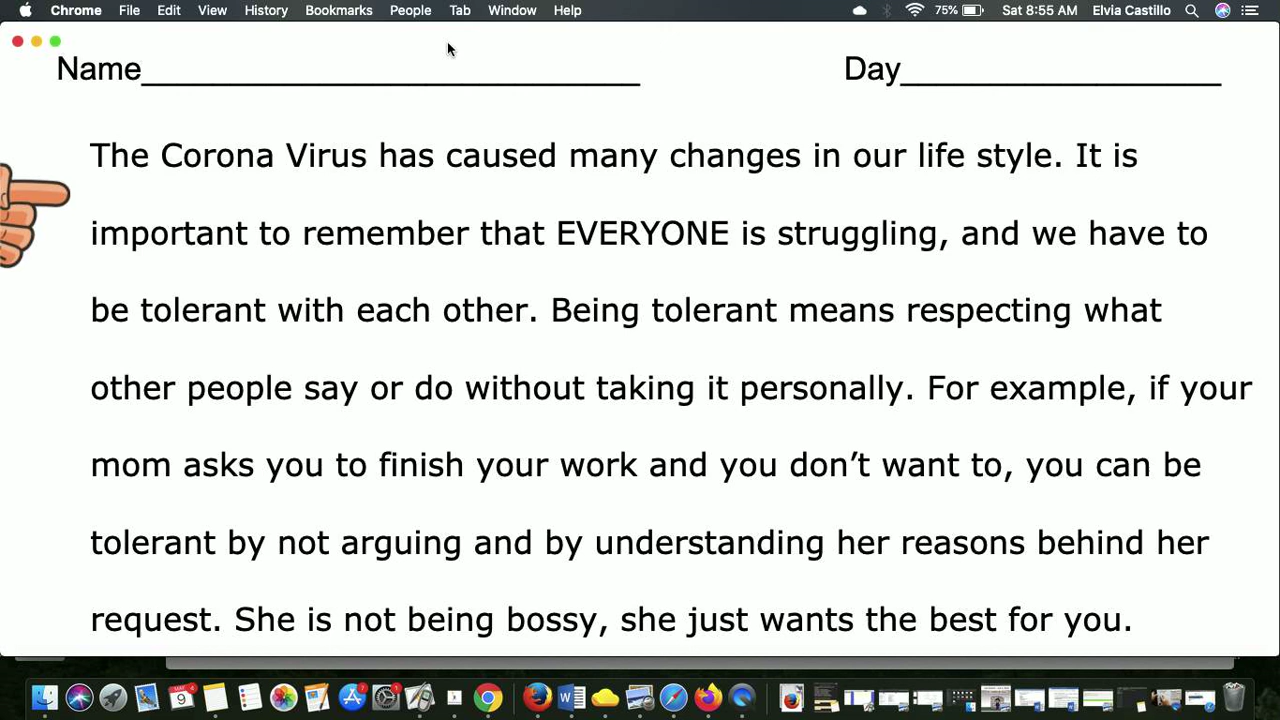 Chrome File Edit View History Bookmarks People Tab Window Help 75% Sat 8:55 AM Elvia Castillo
Name Day
The Corona Virus has caused many changes in our life style. It is
important to remember that EVERYONE is struggling, and we have to
be tolerant with each other. Being tolerant means respecting what
other people say or do without taking it personally. For example, if your
mom asks you to finish your work and you don’t want to, you can be
tolerant by not arguing and by understanding her reasons behind her
request. She is not being bossy, she just wants the best for you.
MAY
9